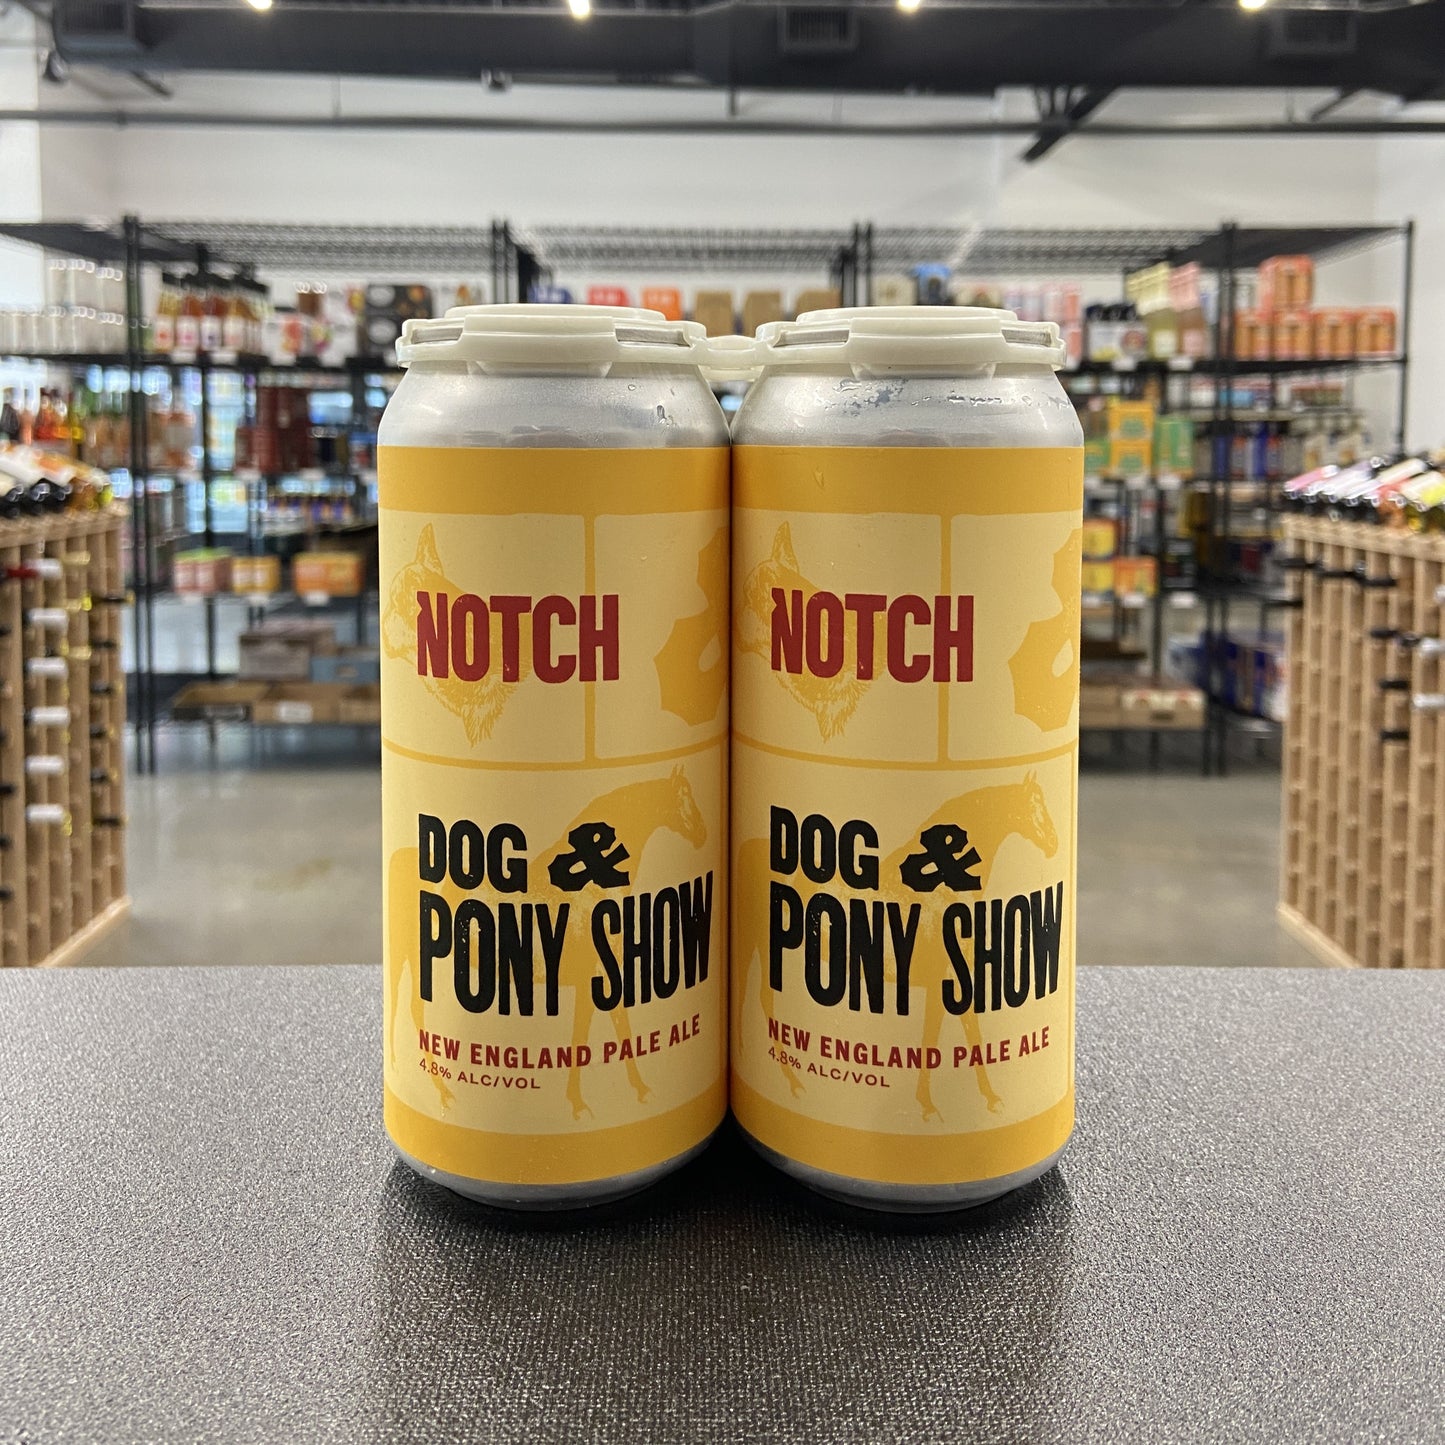 NOTCH
DOG &
PONY SHOW
NEW ENGLAND PALE ALE
4.8% ALC/VOL
NOTCH
DOG &
PONY SHOW
NEW ENGLAND PALE ALE
4.8% ALC/VOL